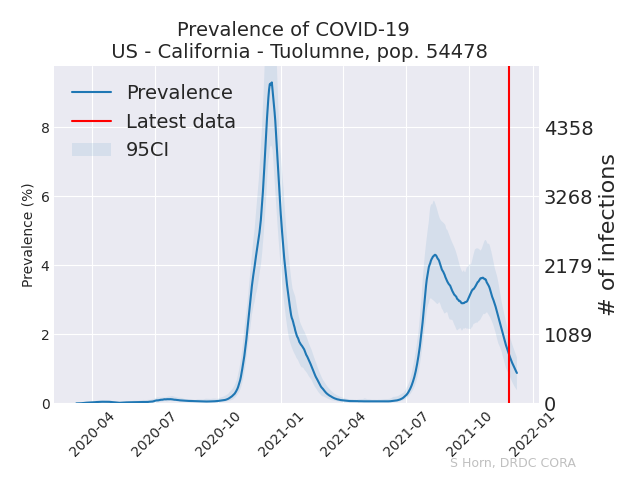 Prevalence of COVID-19
US - California - Tuolumne, pop. 54478
Prevalence
Latest data
95CI
Prevalence (%)
8
6
4
2
0
4358
3268
2179
1089
0
# of infections
2020-04
2020-07
2020-10
2021-01
2021-04
2021-07
2021-10
2022-01
S Horn, DRDC CORA